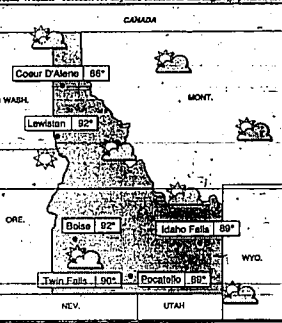 CANADA
Coeur D'Alene 86°
WASH.
MONT.
Lewiston 92°
ORE.
Boise 92°
Idaho Falls 89°
WYO.
Twin Falls 90°
Pocatello 89°
NEV.
UTAH